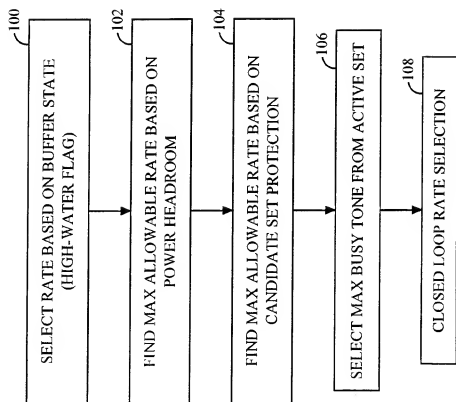 100
SELECT RATE BASED ON BUFFER STATE
(HIGH-WATER FLAG)
102
FIND MAX ALLOWABLE RATE BASED ON
POWER HEADROOM
104
FIND MAX ALLOWABLE RATE BASED ON
CANDIDATE SET PROTECTION
106
SELECT MAX BUSY TONE FROM ACTIVE SET
108
CLOSED LOOP RATE SELECTION